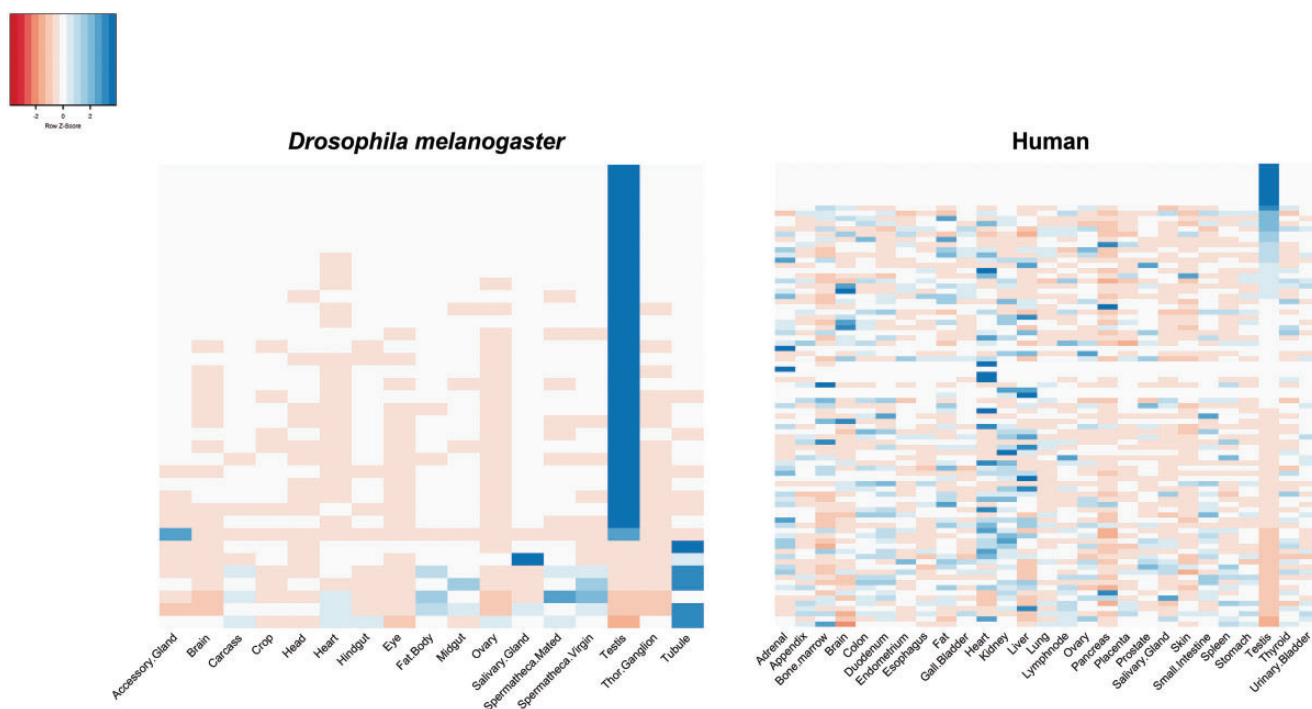 -2 0 2
Row Z-Score
Drosophila melanogaster
Human
Accessory.Gland
Brain
Carcass
Crop
Head
Heart
Hindgut
Eye
Fat.Body
Midgut
Ovary
Salivary.Gland
Spermatheca.Mated
Spermatheca.Virgin
Testis
Thor.Ganglion
Tubule
Adrenal
Appendix
Bone.marrow
Brain
Colon
Duodenum
Endometrium
Esophagus
Fat
Gall.Bladder
Heart
Kidney
Liver
Lung
Lymphnode
Ovary
Pancreas
Placenta
Prostate
Salivary.Gland
Skin
Small.Intestine
Spleen
Stomach
Testis
Thyroid
Urinary.Bladder